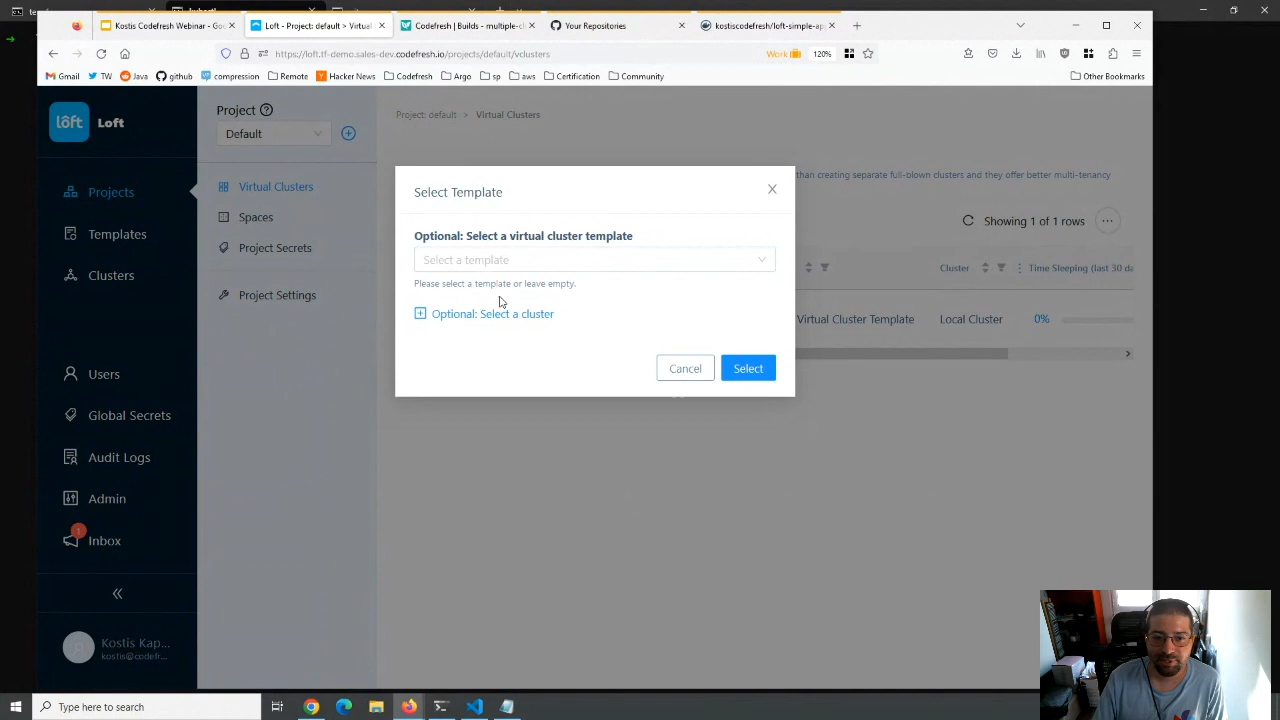 Kostis Codefresh Webinar - Go
Loft - Project: default > Virtual
Codefresh | Builds - multiple-cl
Your Repositories
kostiscodefresh/loft-simple-ap
https://loft.tf-demo.sales-dev.codefresh.io/projects/default/vclusters
Work
120%
Gmail
TW
Java
github
compression
Remote
Hacker News
Codefresh
Argo
sp
aws
Certification
Community
Other Bookmarks
lôft
Loft
Projects
Templates
Clusters
Users
Global Secrets
Audit Logs
Admin
1
Inbox
Kostis Kap...
kostis@codefr...
Project
Default
Virtual Clusters
Spaces
Project Secrets
Project Settings
Project: default > Virtual Clusters
than creating separate full-blown clusters and they offer better multi-tenancy
Showing 1 of 1 rows
Cluster
Time Sleeping (last 30 da
Virtual Cluster Template
Local Cluster
0%
Select Template
Optional: Select a virtual cluster template
Select a template
Please select a template or leave empty.
Optional: Select a cluster
Cancel
Select
Type here to search